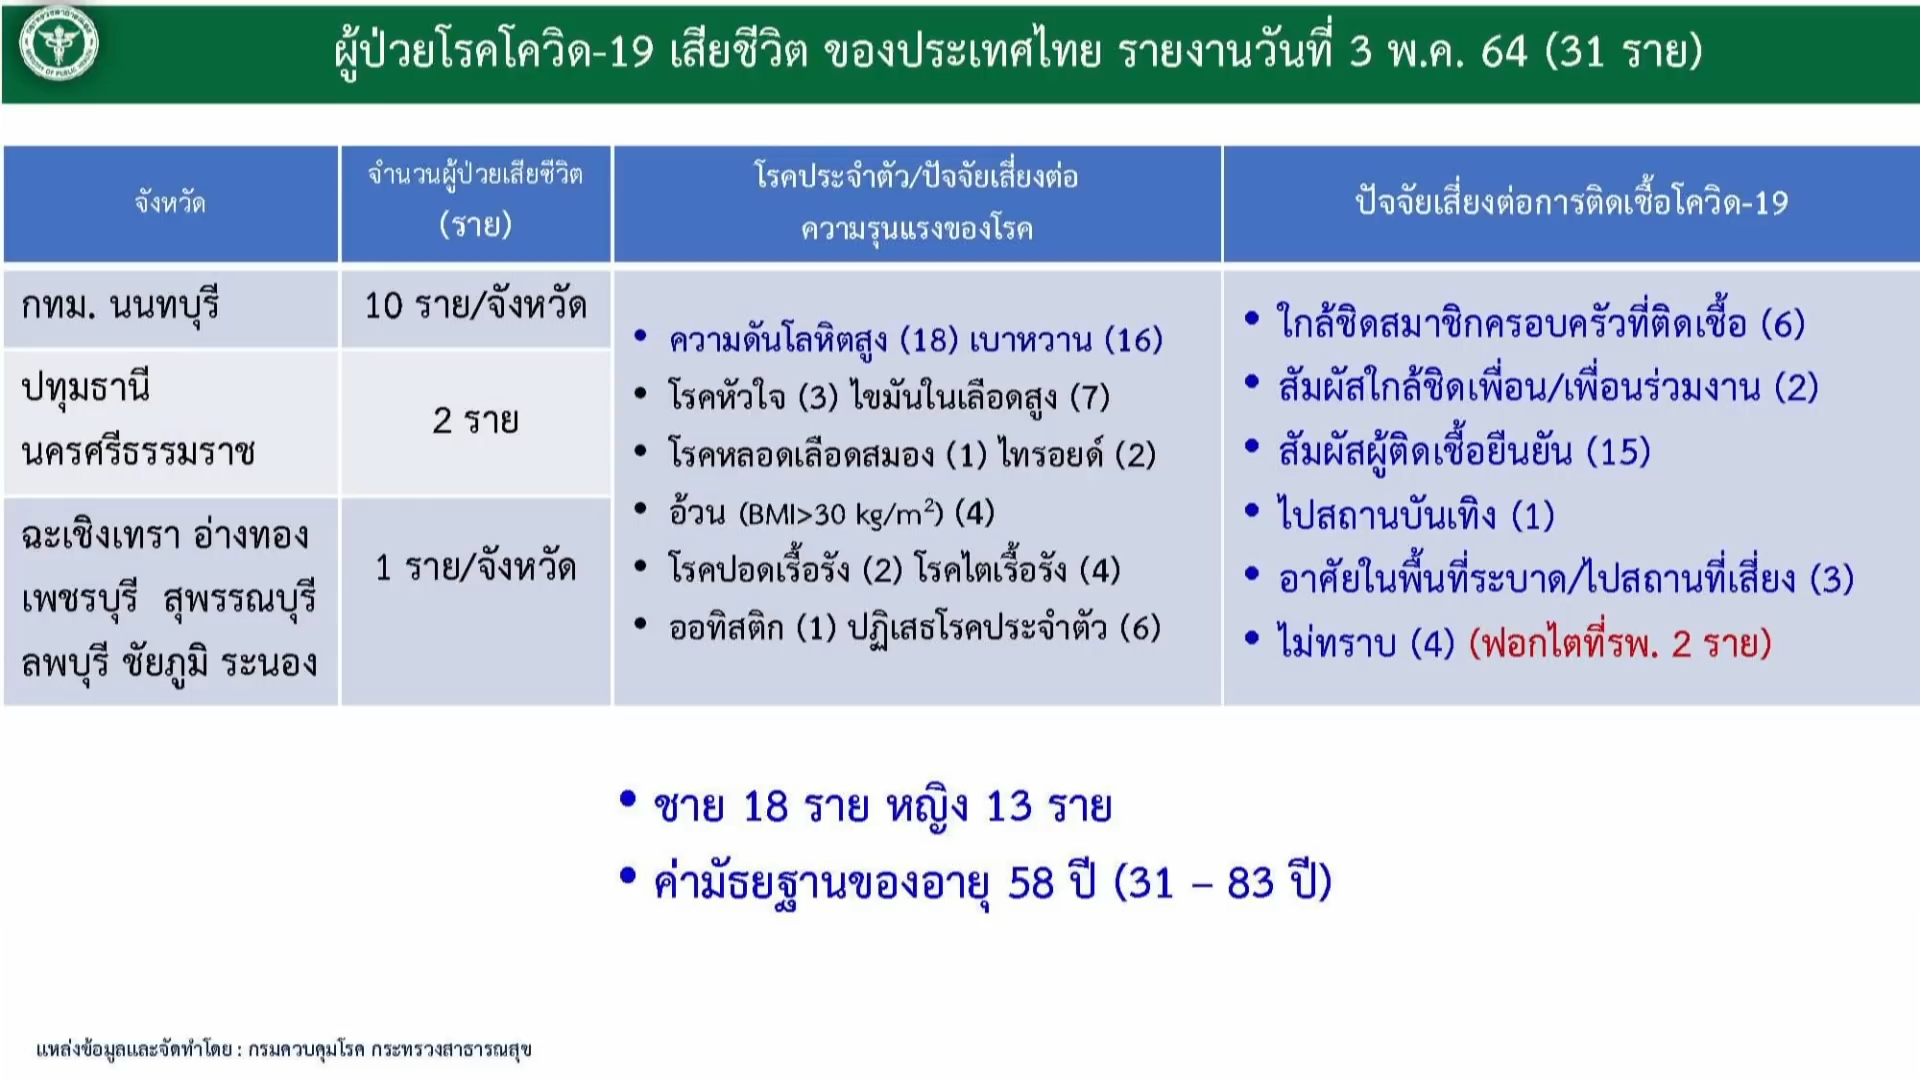 ผู้ป่วยโรคโควิด-19 เสียชีวิต ของประเทศไทย รายงานวันที่ 3 พ.ค. 64 (31 ราย)
จังหวัด
จำนวนผู้ป่วยเสียชีวิต
(ราย)
โรคประจำตัว/ปัจจัยเสี่ยงต่อ
ความรุนแรงของโรค
ปัจจัยเสี่ยงต่อการติดเชื้อโควิด-19
กทม. นนทบุรี
10 ราย/จังหวัด
ปทุมธานี
นครศรีธรรมราช
2 ราย
ฉะเชิงเทรา อ่างทอง
เพชรบุรี สุพรรณบุรี
ลพบุรี ชัยภูมิ ระนอง
1 ราย/จังหวัด
• ความดันโลหิตสูง (18) เบาหวาน (16)
• โรคหัวใจ (3) ไขมันในเลือดสูง (7)
• โรคหลอดเลือดสมอง (1) ไทรอยด์ (2)
• อ้วน (BMI>30 kg/m²) (4)
• โรคปอดเรื้อรัง (2) โรคไตเรื้อรัง (4)
• ออทิสติก (1) ปฏิเสธโรคประจำตัว (6)
• ใกล้ชิดสมาชิกครอบครัวที่ติดเชื้อ (6)
• สัมผัสใกล้ชิดเพื่อน/เพื่อนร่วมงาน (2)
• สัมผัสผู้ติดเชื้อยืนยัน (15)
• ไปสถานบันเทิง (1)
• อาศัยในพื้นที่ระบาด/ไปสถานที่เสี่ยง (3)
• ไม่ทราบ (4) (ฟอกไตที่รพ. 2 ราย)
• ชาย 18 ราย หญิง 13 ราย
• ค่ามัธยฐานของอายุ 58 ปี (31 – 83 ปี)
แหล่งข้อมูลและจัดทำโดย : กรมควบคุมโรค กระทรวงสาธารณสุข